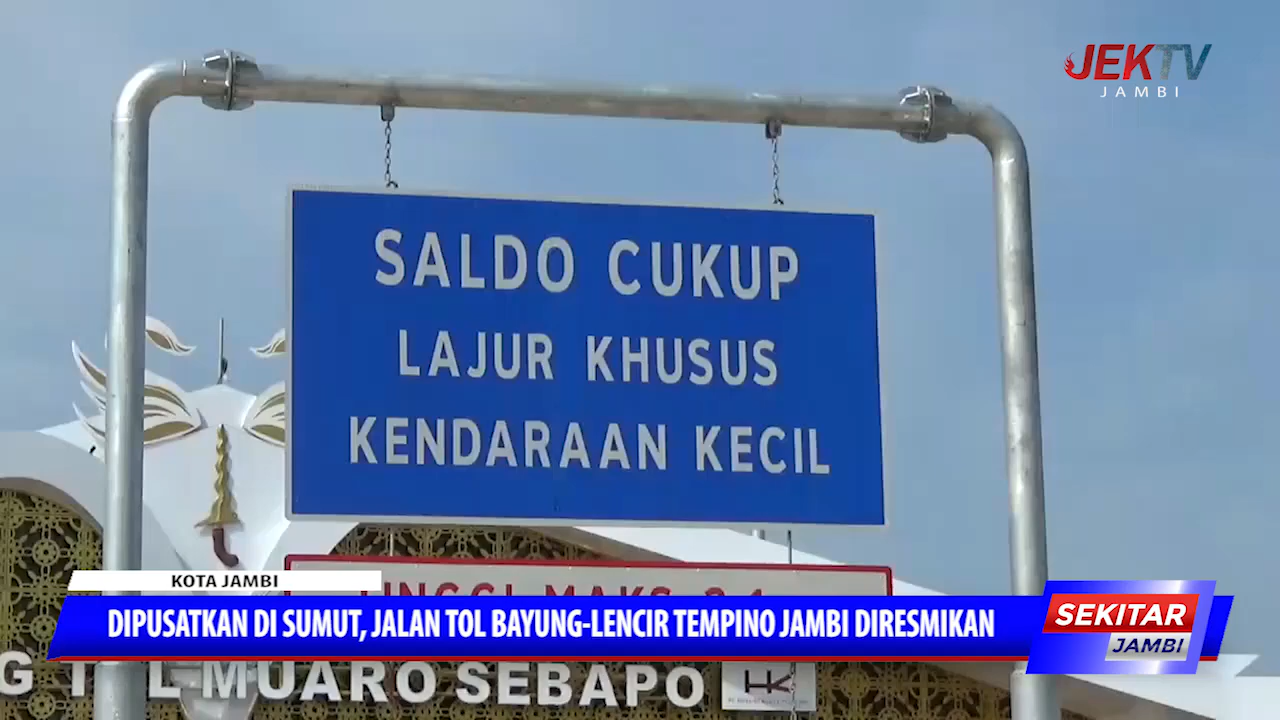 JEKTV
JAMBI
SALDO CUKUP
LAJUR KHUSUS
KENDARAAN KECIL
KOTA JAMBI
DIPUSATKAN DI SUMUT, JALAN TOL BAYUNG-LENCIR TEMPINO JAMBI DIRESMIKAN
SEKITAR
JAMBI
MUARO SEBAPO
HK